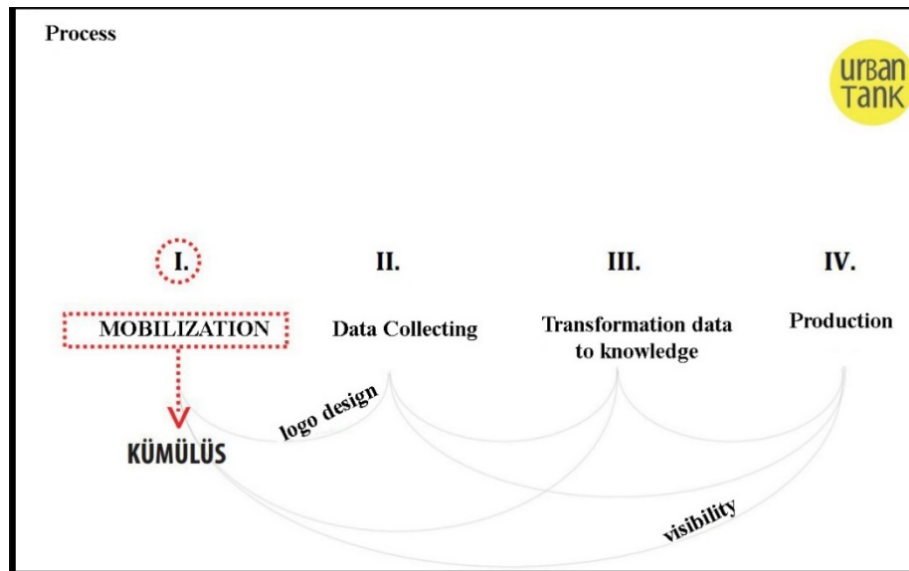 Process
urBan
Tank
I.
II.
III.
IV.
MOBILIZATION
Data Collecting
Transformation data
to knowledge
Production
logo design
KÜMÜLÜS
visibility